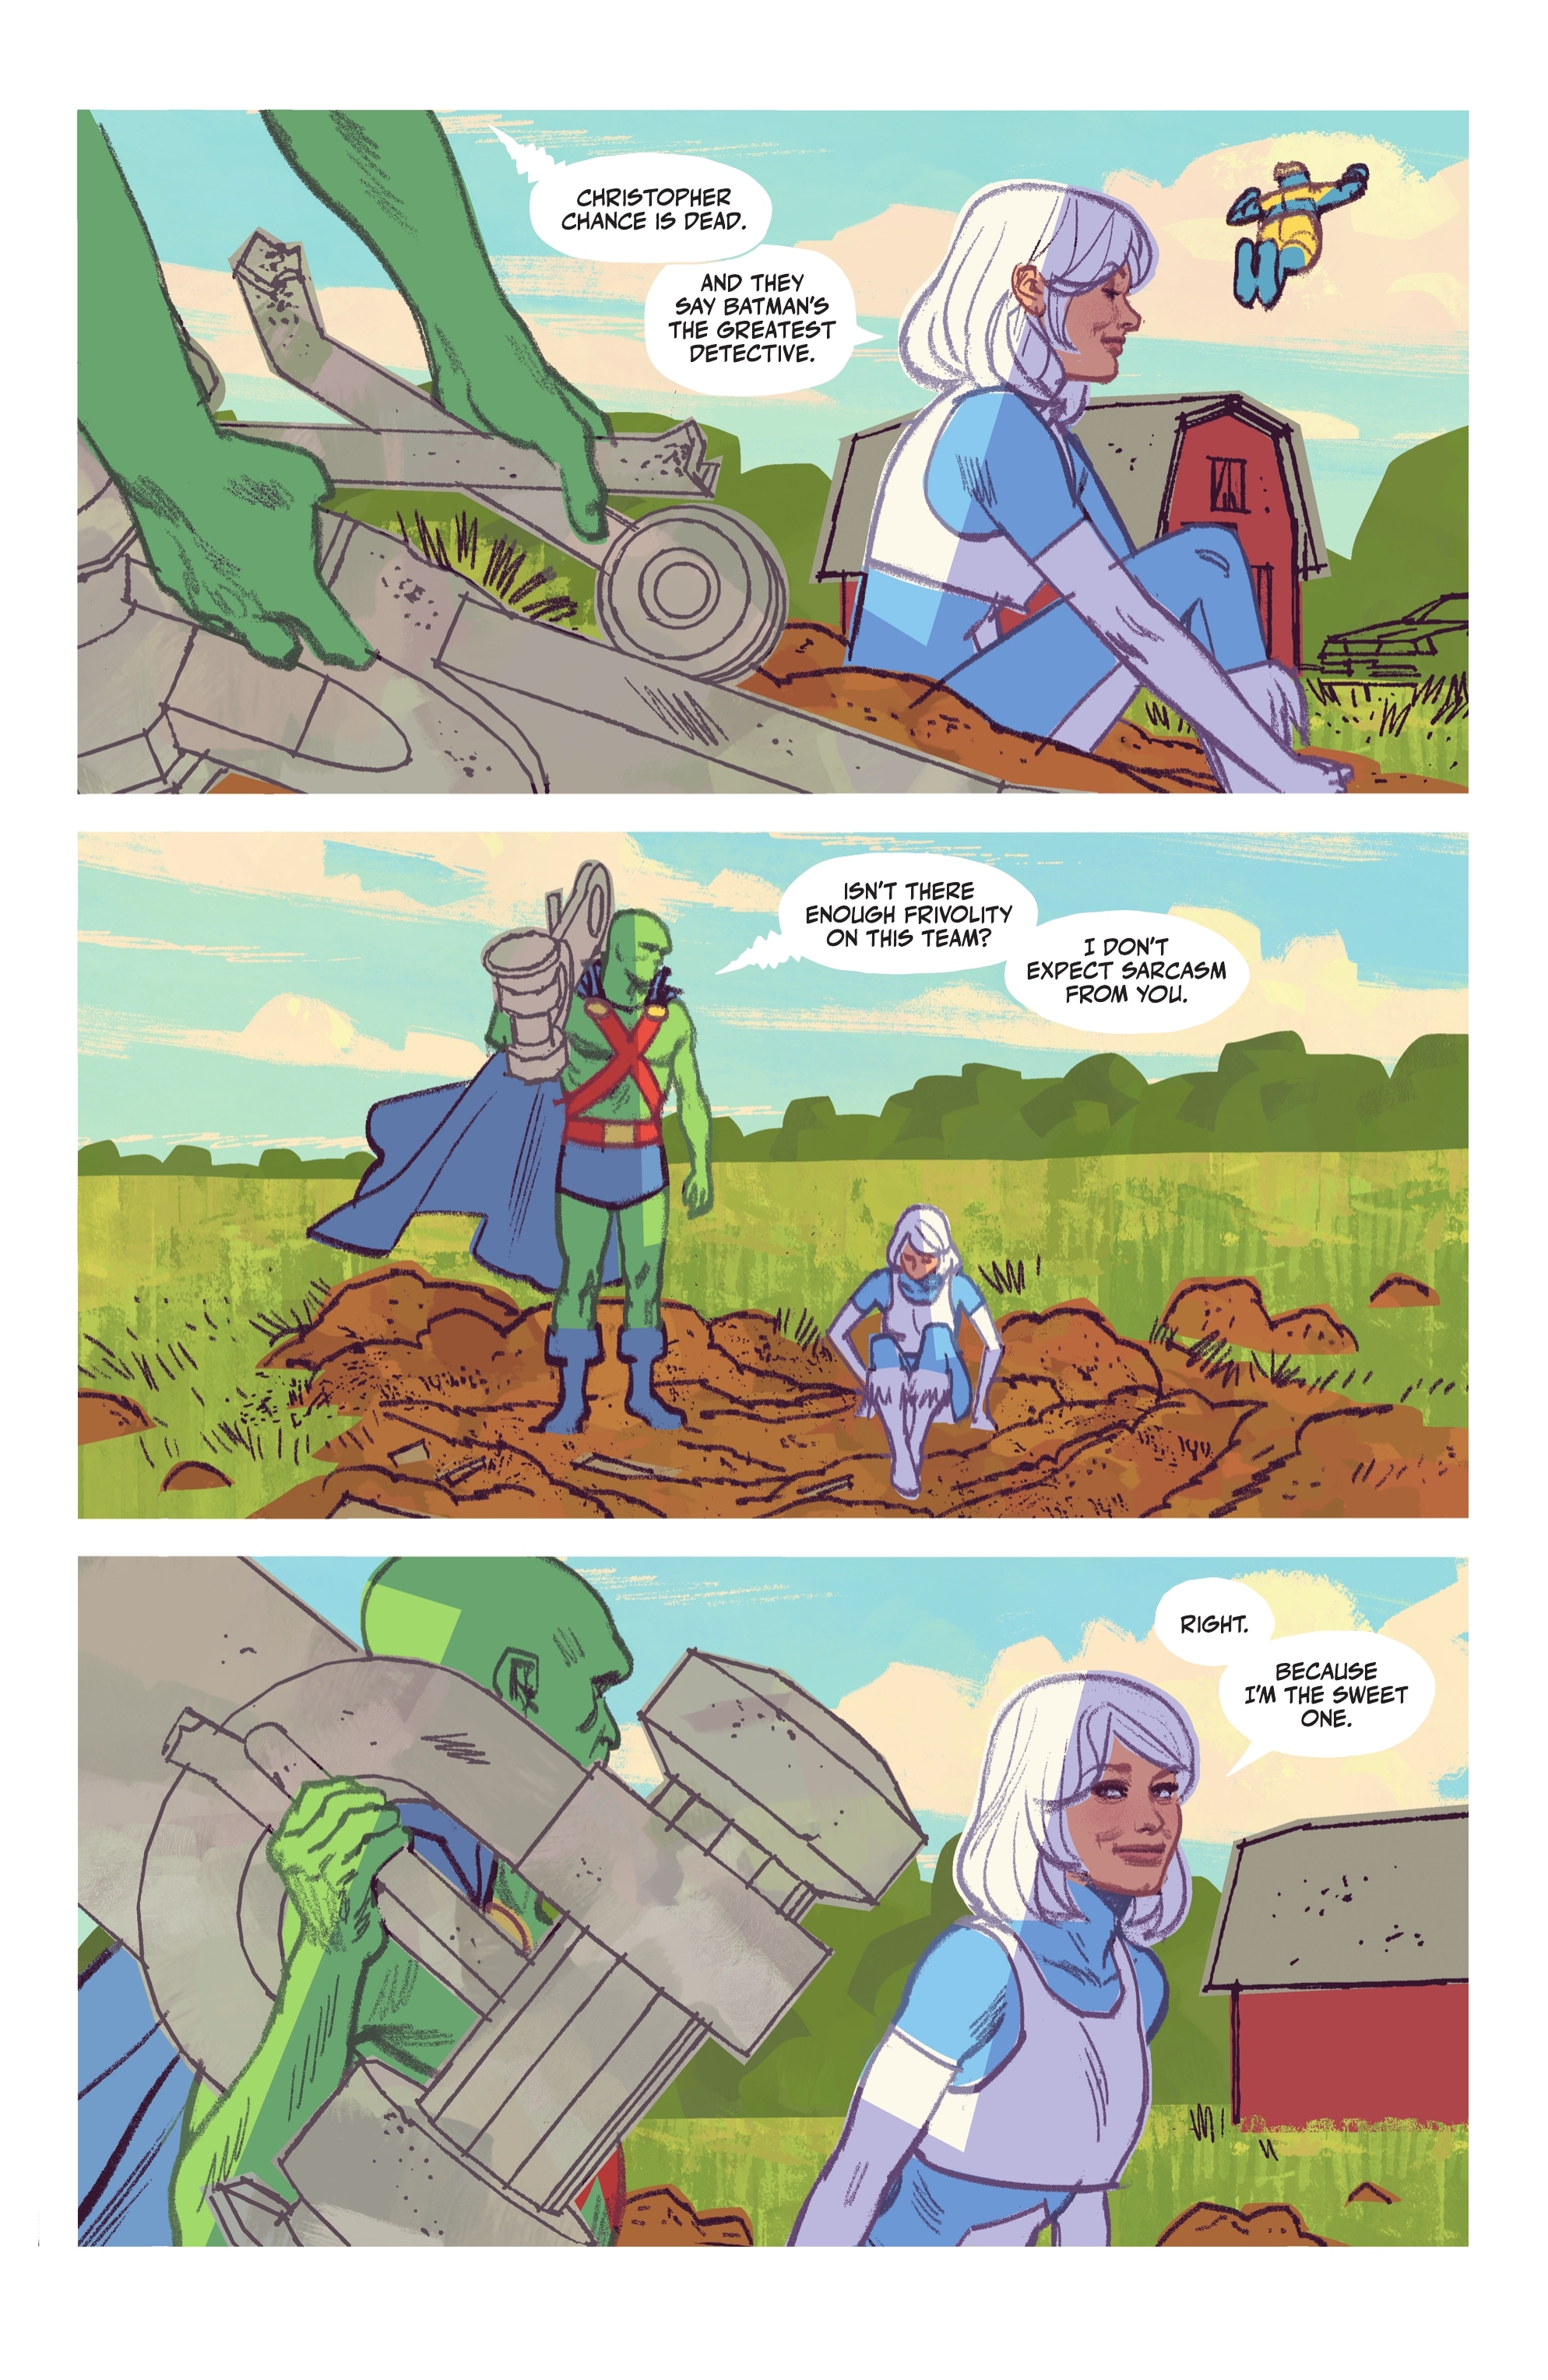 CHRISTOPHER
CHANCE IS DEAD.
AND THEY
SAY BATMAN'S
THE GREATEST
DETECTIVE.
ISN'T THERE
ENOUGH FRIVOLITY
ON THIS TEAM?
I DON'T
EXPECT SARCASM
FROM YOU.
RIGHT.
BECAUSE
I'M THE SWEET
ONE.